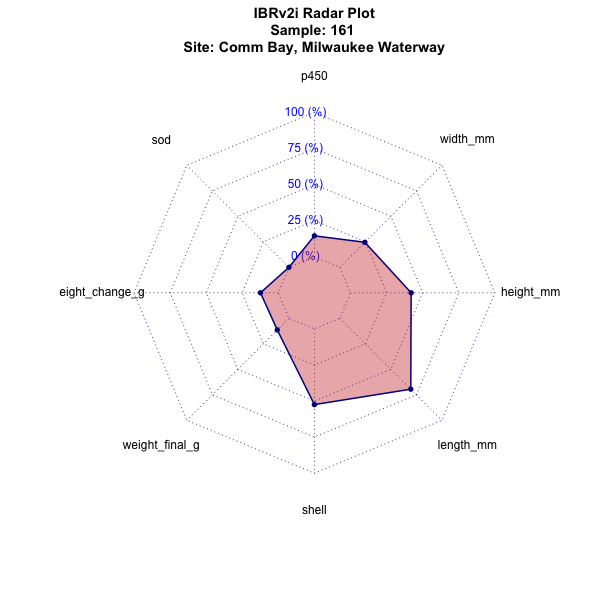 IBRv2i Radar Plot
Sample: 161
Site: Comm Bay, Milwaukee Waterway
p450
100 (%)
sod
width_mm
75 (%)
50 (%)
25 (%)
0 (%)
eight_change_g
height_mm
weight_final_g
length_mm
shell